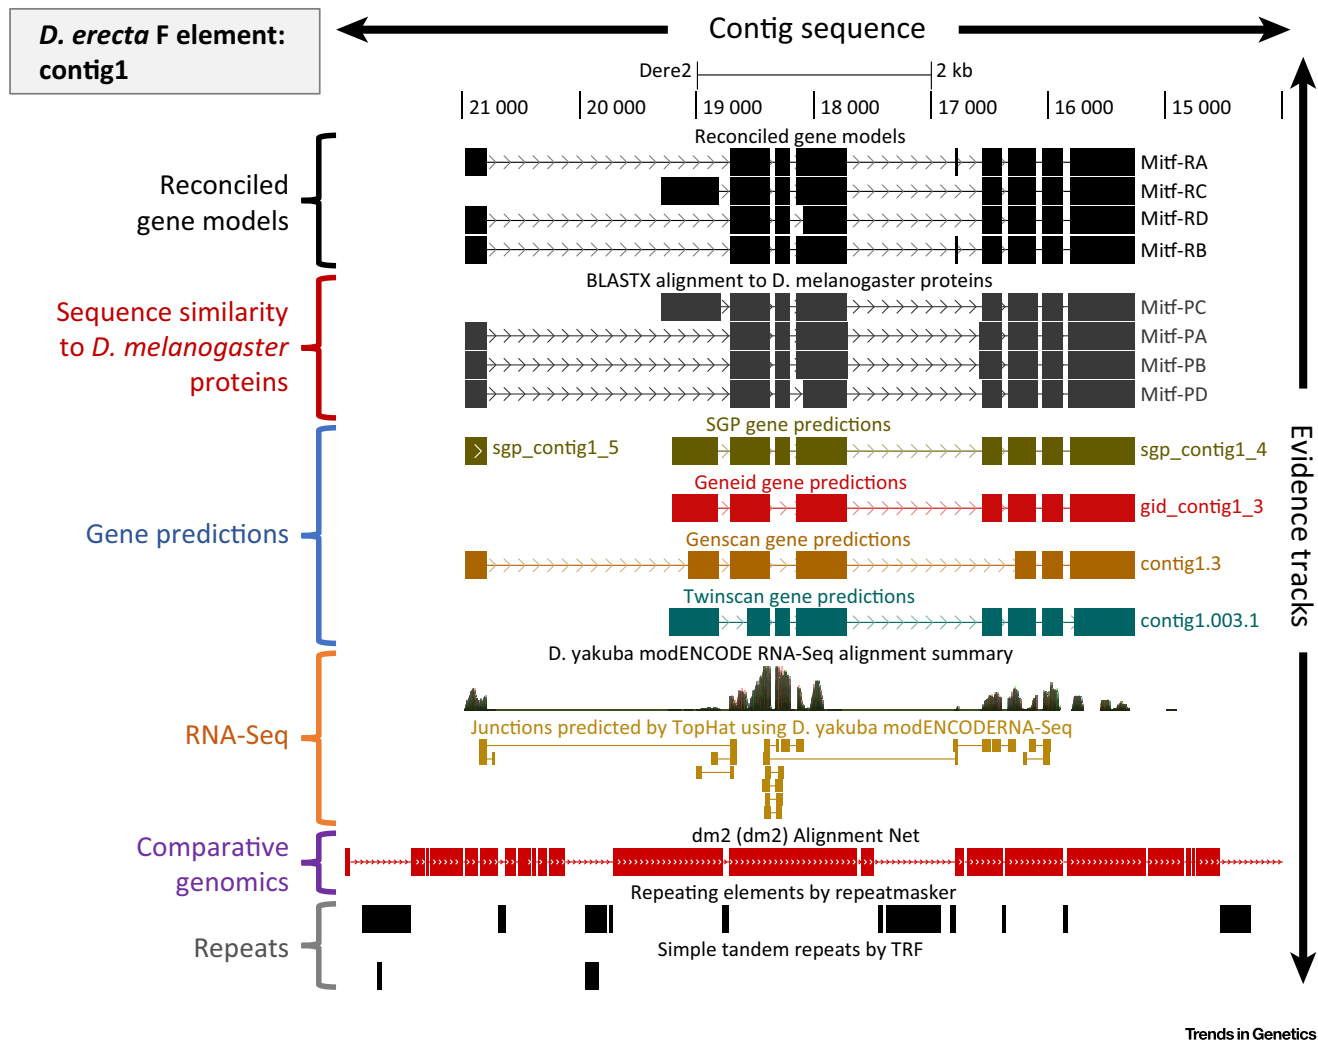 D. erecta F element:
contig1
Contig sequence
Dere2
2 kb
21 000
20 000
19 000
18 000
17 000
16 000
15 000
Reconciled gene models
Reconciled
gene models
Mitf-RA
Mitf-RC
Mitf-RD
Mitf-RB
BLASTX alignment to D. melanogaster proteins
Sequence similarity
to D. melanogaster
proteins
Mitf-PC
Mitf-PA
Mitf-PB
Mitf-PD
Gene predictions
SGP gene predictions
sgp_contig1_5
sgp_contig1_4
Geneid gene predictions
gid_contig1_3
Genscan gene predictions
contig1.3
Twinscan gene predictions
contig1.003.1
Evidence tracks
RNA-Seq
D. yakuba modENCODE RNA-Seq alignment summary
Junctions predicted by TopHat using D. yakuba modENCODERNA-Seq
Comparative
genomics
dm2 (dm2) Alignment Net
Repeats
Repeating elements by repeatmasker
Simple tandem repeats by TRF
Trends in Genetics